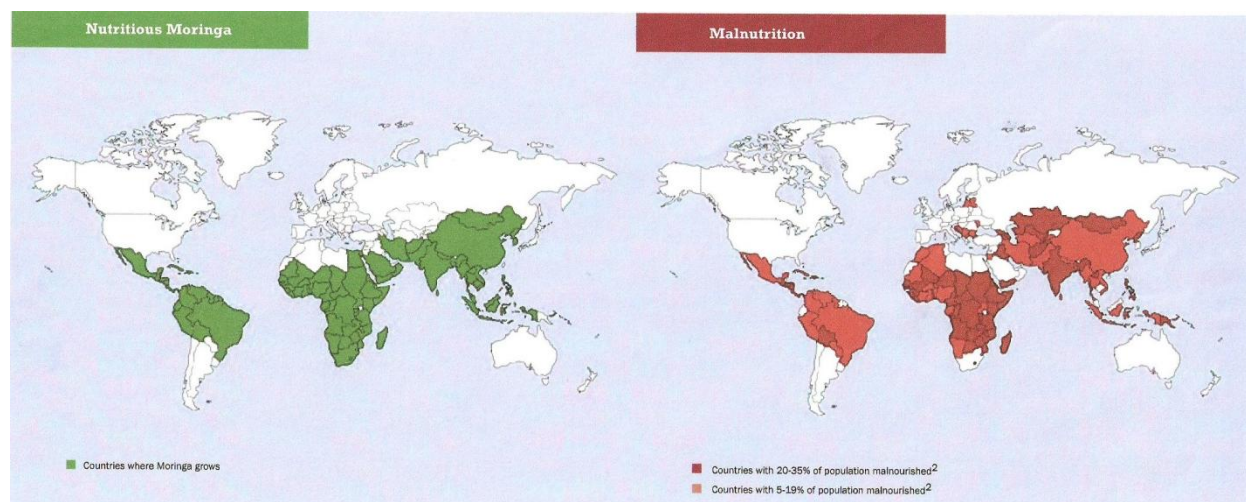 Nutritious Moringa
Malnutrition
Countries where Moringa grows
Countries with 20-35% of population malnourished2
Countries with 5-19% of population malnourished2